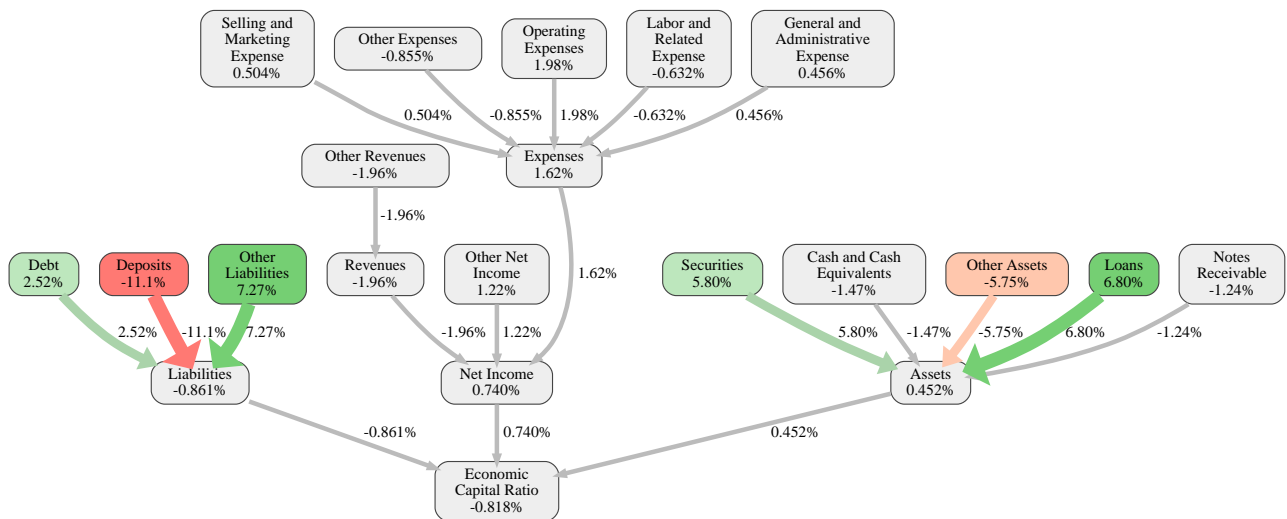 Selling and
Marketing
Expense
0.504%
Other Expenses
-0.855%
Operating
Expenses
1.98%
Labor and
Related
Expense
-0.632%
General and
Administrative
Expense
0.456%
0.504%
-0.855%
1.98%
-0.632%
0.456%
Other Revenues
-1.96%
Expenses
1.62%
-1.96%
1.62%
Debt
2.52%
Deposits
-11.1%
Other
Liabilities
7.27%
Revenues
-1.96%
Other Net
Income
1.22%
Securities
5.80%
Cash and Cash
Equivalents
-1.47%
Other Assets
-5.75%
Loans
6.80%
Notes
Receivable
-1.24%
2.52%
-11.1%
7.27%
-1.96%
1.22%
5.80%
-1.47%
-5.75%
6.80%
-1.24%
Liabilities
-0.861%
Net Income
0.740%
Assets
0.452%
-0.861%
0.740%
0.452%
Economic
Capital Ratio
-0.818%